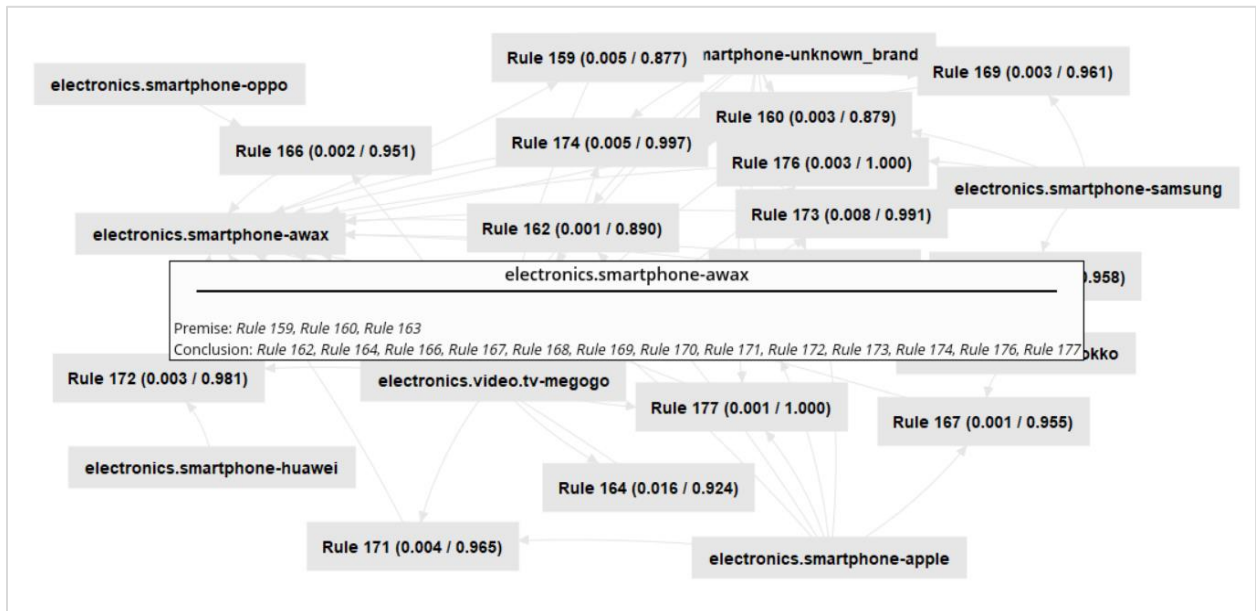 Rule 159 (0.005 / 0.877)
martphone-unknown_brand
electronics.smartphone-oppo
Rule 169 (0.003 / 0.961)
Rule 160 (0.003 / 0.879)
Rule 166 (0.002 / 0.951)
Rule 174 (0.005 / 0.997)
Rule 176 (0.003 / 1.000)
electronics.smartphone-samsung
Rule 173 (0.008 / 0.991)
electronics.smartphone-awax
Rule 162 (0.001 / 0.890)
electronics.smartphone-awax
0.958)
Premise: Rule 159, Rule 160, Rule 163
Conclusion: Rule 162, Rule 164, Rule 166, Rule 167, Rule 168, Rule 169, Rule 170, Rule 171, Rule 172, Rule 173, Rule 174, Rule 176, Rule 177
okko
Rule 172 (0.003 / 0.981)
electronics.video.tv-megogo
Rule 177 (0.001 / 1.000)
Rule 167 (0.001 / 0.955)
electronics.smartphone-huawei
Rule 164 (0.016 / 0.924)
Rule 171 (0.004 / 0.965)
electronics.smartphone-apple